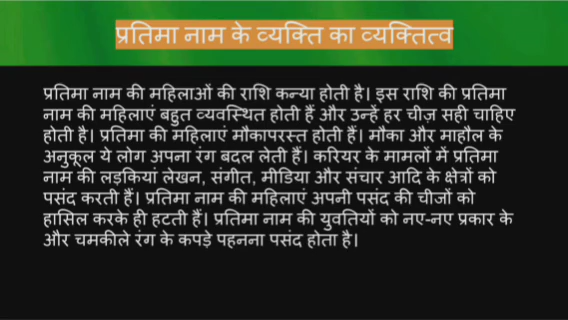 प्रतिमा नाम के व्यक्ति का व्यक्तित्व
प्रतिमा नाम की महिलाओं की राशि कन्या होती है। इस राशि की प्रतिमा
नाम की महिलाएं बहुत व्यवस्थित होती हैं और उन्हें हर चीज़ सही चाहिए
होती है। प्रतिमा की महिलाएं मौकापरस्त होती हैं। मौका और माहौल के
अनुकूल ये लोग अपना रंग बदल लेती हैं। करियर के मामलों में प्रतिमा
नाम की लड़कियां लेखन, संगीत, मीडिया और संचार आदि के क्षेत्रों को
पसंद करती हैं। प्रतिमा नाम की महिलाएं अपनी पसंद की चीजों को
हासिल करके ही हटती हैं। प्रतिमा नाम की युवतियों को नए-नए प्रकार के
और चमकीले रंग के कपड़े पहनना पसंद होता है।